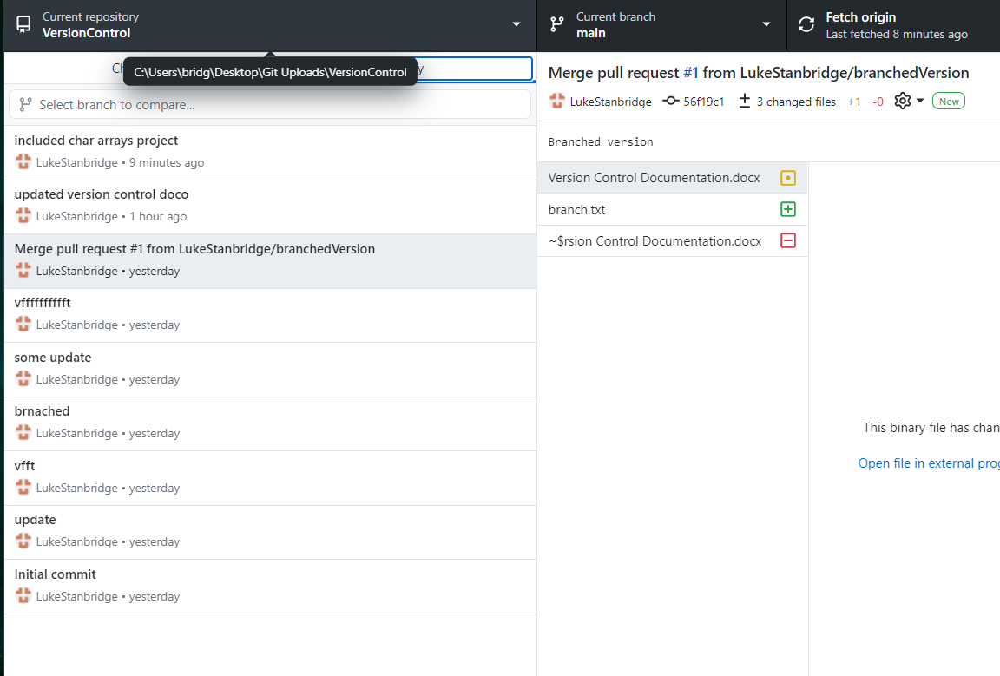 Current repository
VersionControl
Current branch
main
Fetch origin
Last fetched 8 minutes ago
C:\Users\bridg\Desktop\Git Uploads\VersionControl
Select branch to compare...
included char arrays project
LukeStanbridge • 9 minutes ago
updated version control doco
LukeStanbridge • 1 hour ago
Merge pull request #1 from LukeStanbridge/branchedVersion
LukeStanbridge • yesterday
vfffffffffft
LukeStanbridge • yesterday
some update
LukeStanbridge • yesterday
brnached
LukeStanbridge • yesterday
vfft
LukeStanbridge • yesterday
update
LukeStanbridge • yesterday
Initial commit
LukeStanbridge • yesterday
Merge pull request #1 from LukeStanbridge/branchedVersion
LukeStanbridge 56f19c1 3 changed files +1 -0 New
Branched version
Version Control Documentation.docx
branch.txt
~$rsion Control Documentation.docx
This binary file has chan
Open file in external prog